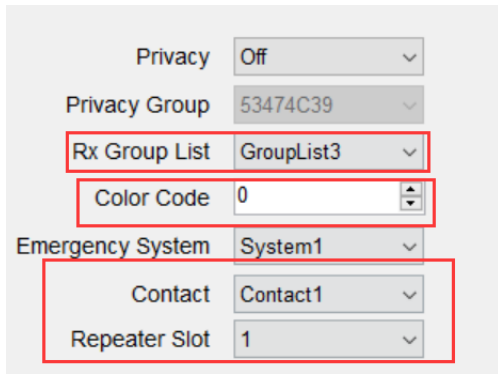 Privacy Off
Privacy Group 53474C39
Rx Group List GroupList3
Color Code 0
Emergency System System1
Contact Contact1
Repeater Slot 1